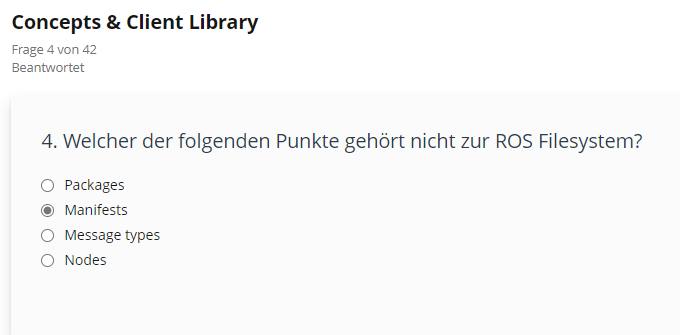 Concepts & Client Library
Frage 4 von 42
Beantwortet
4. Welcher der folgenden Punkte gehört nicht zur ROS Filesystem?
Packages
Manifests
Message types
Nodes